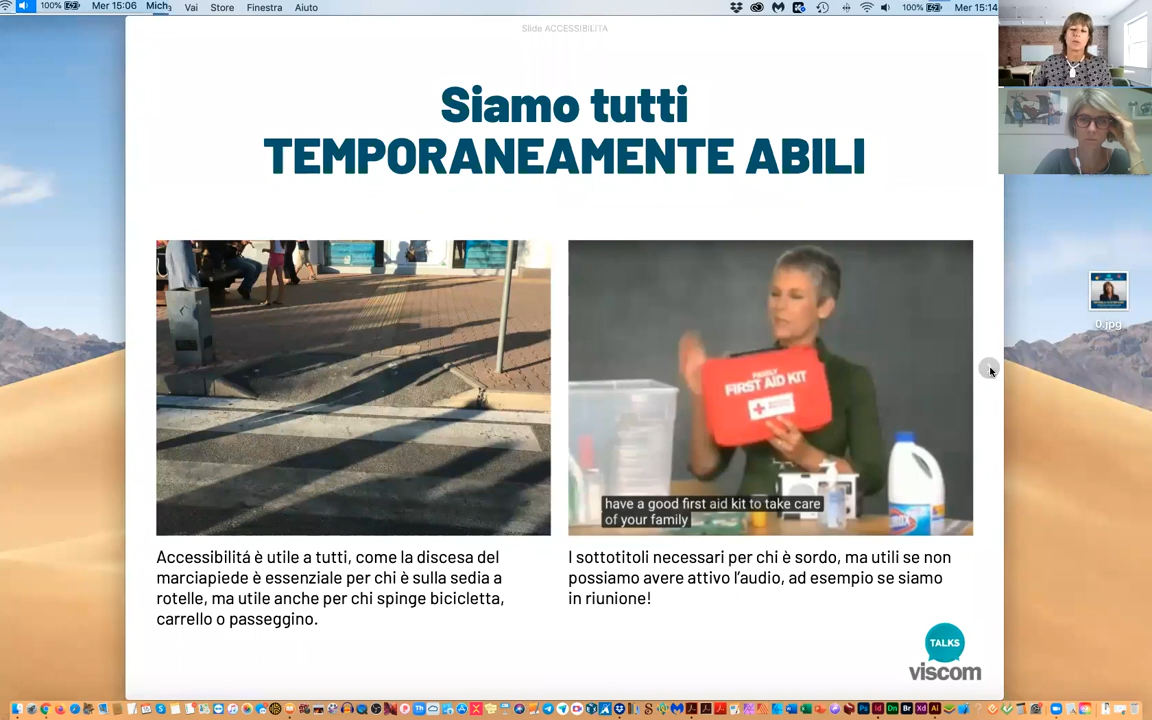 100% Mer 15:06 Mich Vai Store Finestra Aiuto 100% Mer 15:14
Slide ACCESSIBILITA
Siamo tutti
TEMPORANEAMENTE ABILI
FAMILY
FIRST AID KIT
have a good first aid kit to take care
of your family
Accessibilitá è utile a tutti, come la discesa del
marciapiede è essenziale per chi è sulla sedia a
rotelle, ma utile anche per chi spinge bicicletta,
carrello o passeggino.
I sottotitoli necessari per chi è sordo, ma utili se non
possiamo avere attivo l'audio, ad esempio se siamo
in riunione!
0.jpg
TALKS
viscom